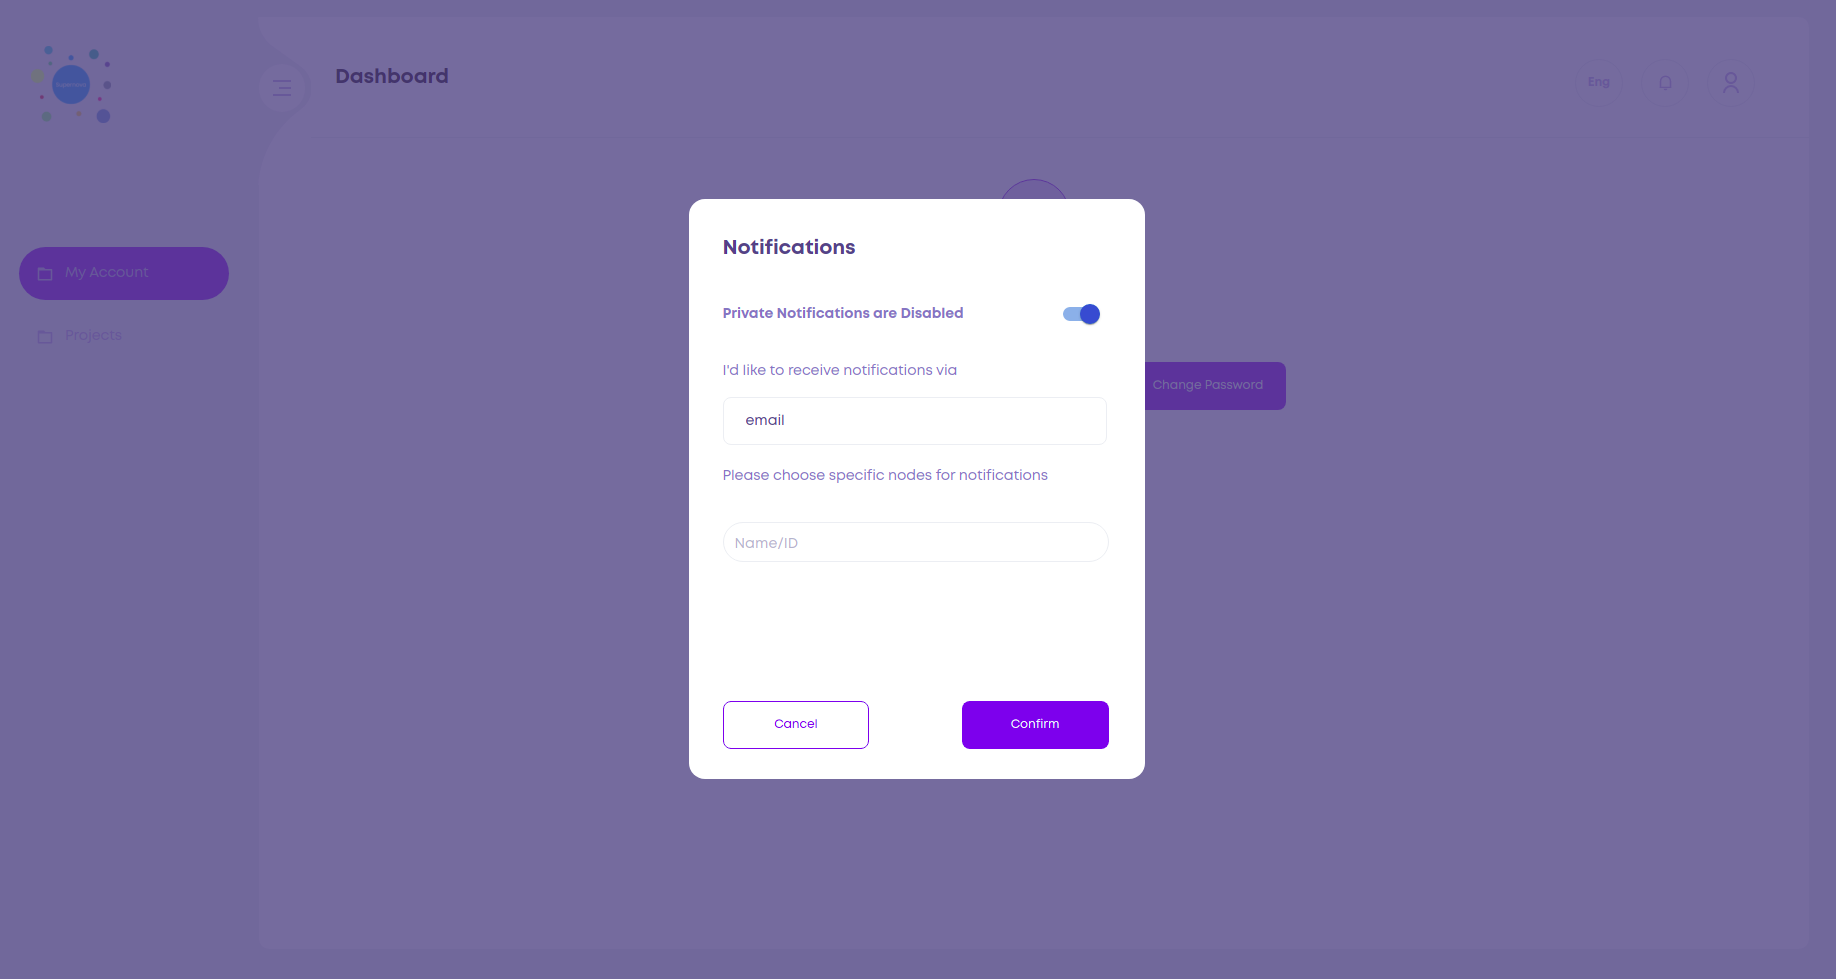 Dashboard
Eng
My Account
Projects
Change Password
Notifications
Private Notifications are Disabled
I'd like to receive notifications via
email
Please choose specific nodes for notifications
Name/ID
Cancel
Confirm